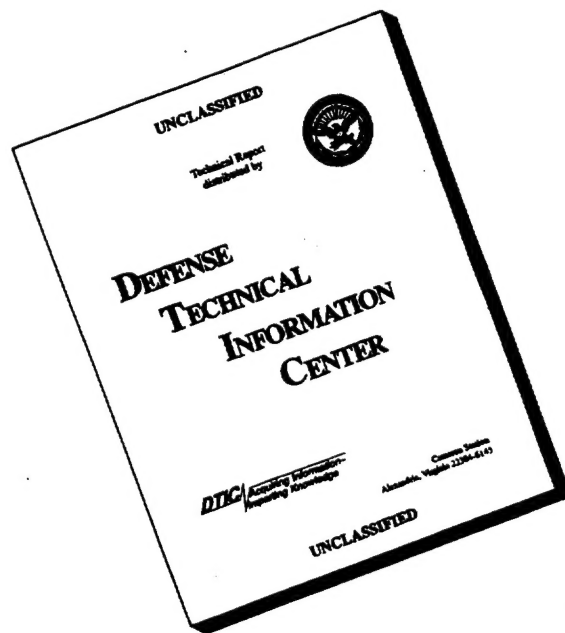 UNCLASSIFIED
Technical Report
distributed by
DEFENSE
TECHNICAL
INFORMATION
CENTER
DTIC Acquiring Information—
Imparting Knowledge
Cameron Station
Alexandria, Virginia 22304-6145
UNCLASSIFIED